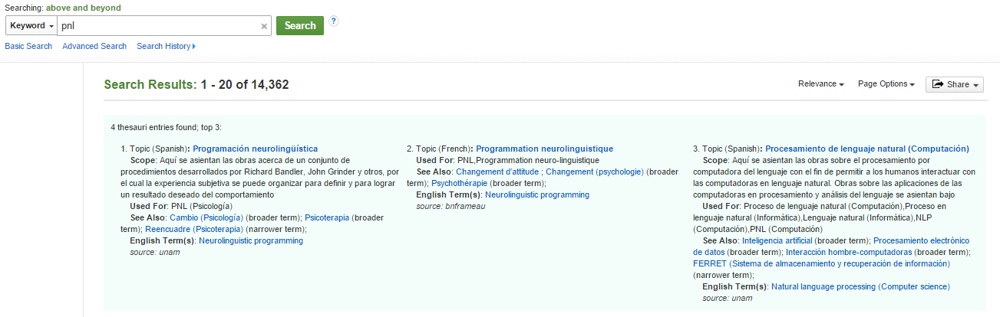 Searching: above and beyond
Keyword pnl × Search ?
Basic Search Advanced Search Search History
Search Results: 1 - 20 of 14,362
Relevance Page Options Share
4 thesauri entries found; top 3:
1. Topic (Spanish): Programación neurolingüística
Scope: Aquí se asientan las obras acerca de un conjunto de
procedimientos desarrollados por Richard Bandler, John Grinder y otros, por
el cual la experiencia subjetiva se puede organizar para definir y para lograr
un resultado deseado del comportamiento
Used For: PNL (Psicología)
See Also: Cambio (Psicología) (broader term); Psicoterapia (broader
term); Reencuadre (Psicoterapia) (narrower term);
English Term(s): Neurolinguistic programming
source: unam
2. Topic (French): Programmation neurolinguistique
Used For: PNL,Programmation neuro-linguistique
See Also: Changement d'attitude ; Changement (psychologie) (broader
term); Psychothérapie (broader term);
English Term(s): Neurolinguistic programming
source: bnframeau
3. Topic (Spanish): Procesamiento de lenguaje natural (Computación)
Scope: Aquí se asientan las obras sobre el procesamiento por
computadora del lenguaje con el fin de permitir a los humanos interactuar con
las computadoras en lenguaje natural. Obras sobre las aplicaciones de las
computadoras en procesamiento y análisis del lenguaje se asientan bajo
Used For: Proceso de lenguaje natural (Computación),Proceso en
lenguaje natural (Informática),Lenguaje natural (Informática),NLP
(Computación),PNL (Computación)
See Also: Inteligencia artificial (broader term); Procesamiento electrónico
de datos (broader term); Interacción hombre-computadoras (broader term);
FERRET (Sistema de almacenamiento y recuperación de información)
(narrower term);
English Term(s): Natural language processing (Computer science)
source: unam